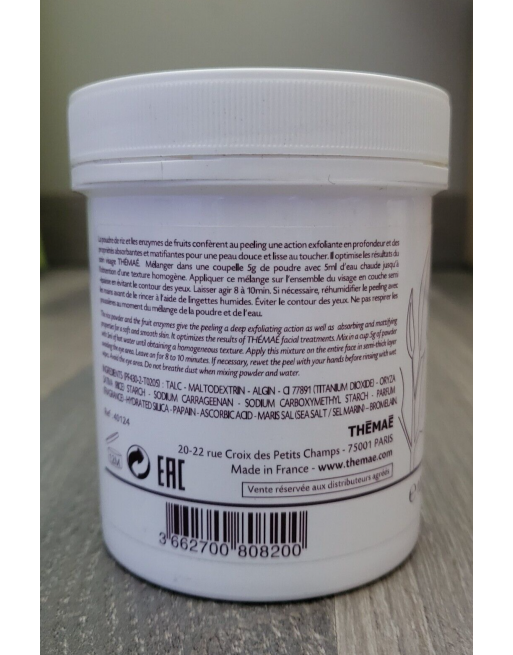 La poudre de riz et les enzymes de fruits confèrent au peeling une action exfoliante en profondeur et des
propriétés absorbantes et matifiantes pour une peau douce et lisse au toucher. Il optimise les résultats du
soin visage THÉMAÉ. Mélanger dans une coupelle 5g de poudre avec 5ml d'eau chaude jusqu'à
l'obtention d'une texture homogène. Appliquer ce mélange sur l'ensemble du visage en couche semi
épaisse en évitant le contour des yeux. Laisser agir 8 à 10min. Si nécessaire, réhumidifier le peeling avec
les mains avant de le rincer à l'aide de lingettes humides. Éviter le contour des yeux. Ne pas respirer les
poussières au moment du mélange de la poudre et de l'eau.
The rice powder and the fruit enzymes give the peeling a deep exfoliating action as well as absorbing and mattifying
properties for a soft and smooth skin. It optimizes the results of THÉMAÉ facial treatments. Mix in a cup 5g of powder
with 5ml of hot water until obtaining a homogeneous texture. Apply this mixture on the entire face in semi-thick layer
avoiding the eye area. Leave on for 8 to 10 minutes. If necessary, rewet the peel with your hands before rinsing with wet
wipes. Avoid the eye area. Do not breathe dust when mixing powder and water.
INGREDIENTS : TALC - MALTODEXTRIN - ALGIN - CI 77891 (TITANIUM DIOXIDE) - ORYZA
SATIVA (RICE) STARCH - SODIUM CARRAGEENAN - SODIUM CARBOXYMETHYL STARCH - PARFUM
FRAGRANCE - HYDRATED SILICA - PAPAIN - ASCORBIC ACID - MARIS SAL (SEA SALT / SEL MARIN) - BROMELAIN
Ref : 40124
THÉMAÉ
20-22 rue Croix des Petits Champs - 75001 PARIS
Made in France - www.themae.com
Vente réservée aux distributeurs agréés
EAC
3 662700 808200